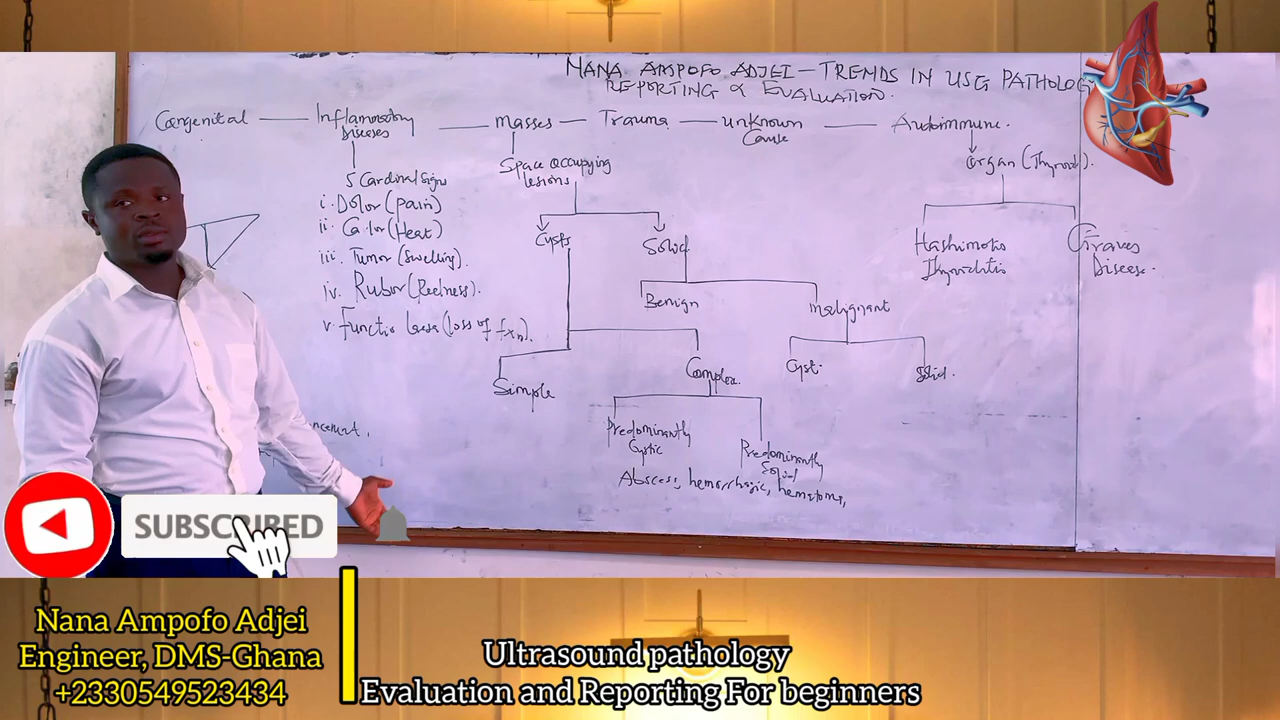 NANA AMPOFO ADJEI – TRENDS IN USG PATHOLOGY
REPORTING & EVALUATION.
Congenital — Inflammatory — masses — Trauma — unknown — Autoimmune.
Diseases
Cause
Space occupying
lesions
Organ (Thyroid).
5 Cardinal Signs
i. Dolor (Pain)
ii. Calor (Heat)
iii. Tumor (Swelling).
iv. Rubor (Redness).
v. Functio laesa (loss of fxn).
Cysts
Solid
Hashimotos
Thyroiditis
Graves
Disease.
Benign
malignant
Simple
Complex.
Cystic
Solid.
Predominantly
Cystic
Predominantly
Solid
Abscess, hemorrhagic, hematoma,
SUBSCRIBED
Nana Ampofo Adjei
Engineer, DMS-Ghana
+2330549523434
Ultrasound pathology
Evaluation and Reporting For beginners